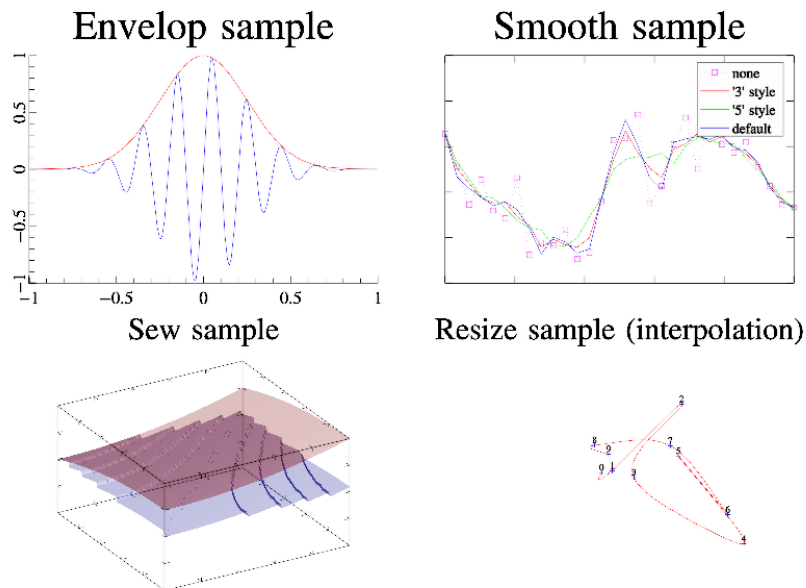 Envelop sample
Smooth sample
1
0.5
0
−0.5
−1
−1 −0.5 0 0.5 1
none
'3' style
'5' style
default
Sew sample
Resize sample (interpolation)
2
8 7
9 5
0 1 3
6
4